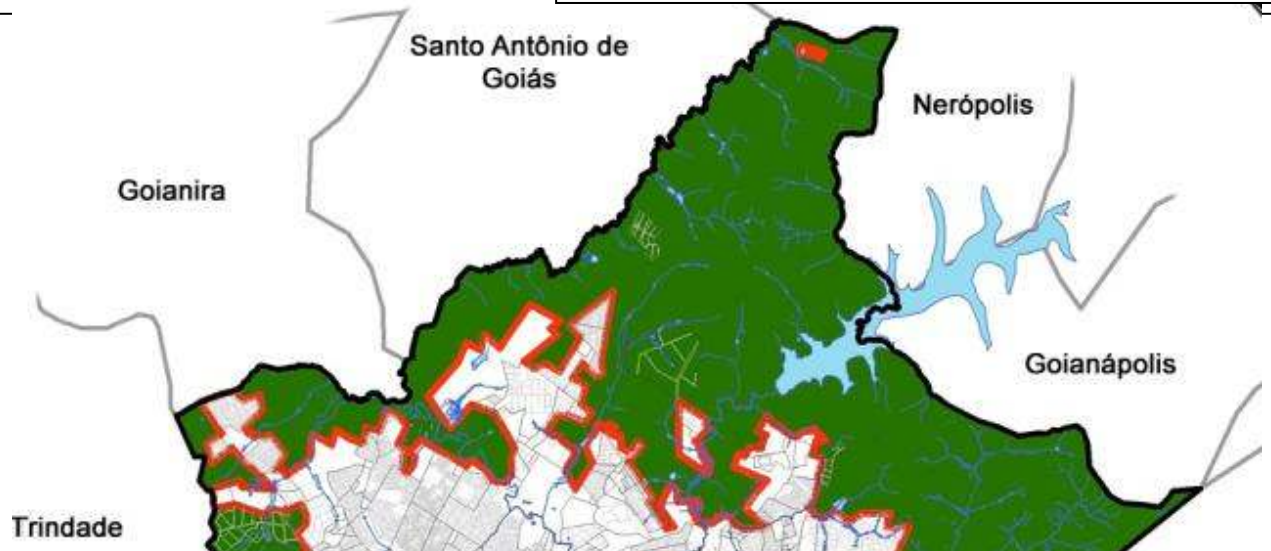 Santo Antônio de
Goiás
Nerópolis
Goianira
Goianápolis
Trindade